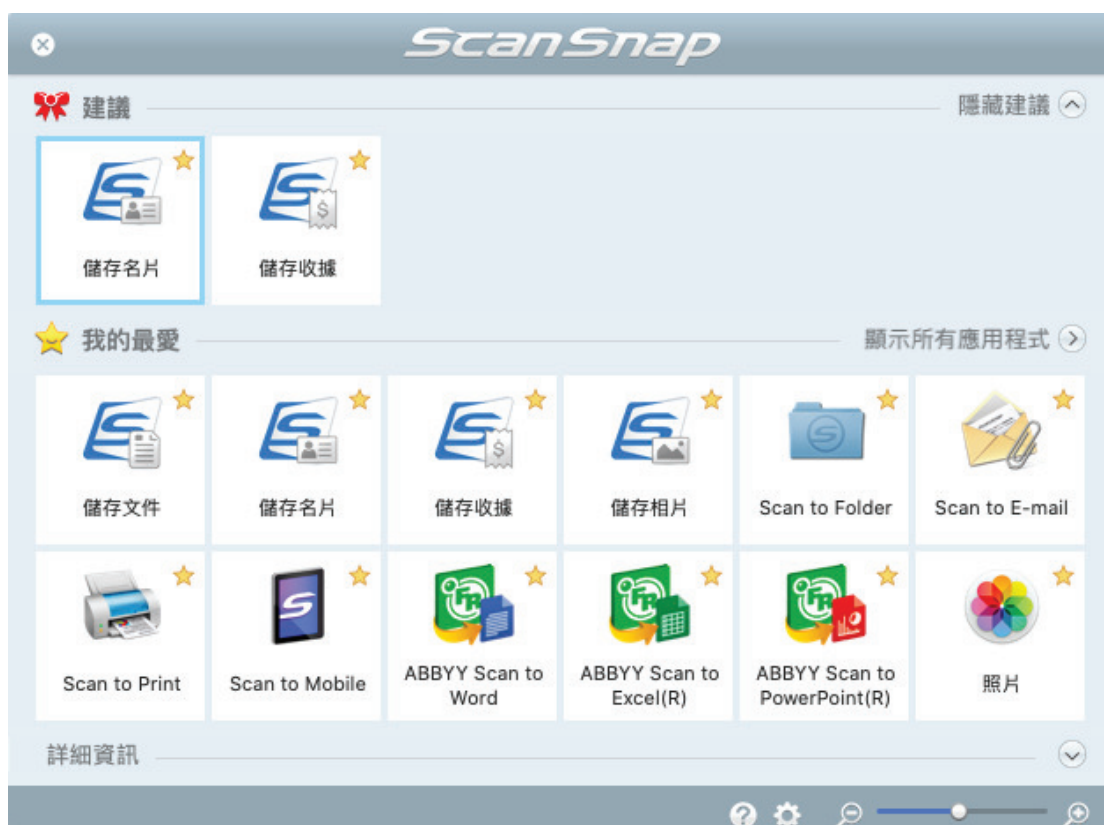 ScanSnap
建議
隱藏建議
儲存名片
儲存收據
我的最愛
顯示所有應用程式
儲存文件
儲存名片
儲存收據
儲存相片
Scan to Folder
Scan to E-mail
Scan to Print
Scan to Mobile
ABBYY Scan to
Word
ABBYY Scan to
Excel(R)
ABBYY Scan to
PowerPoint(R)
照片
詳細資訊